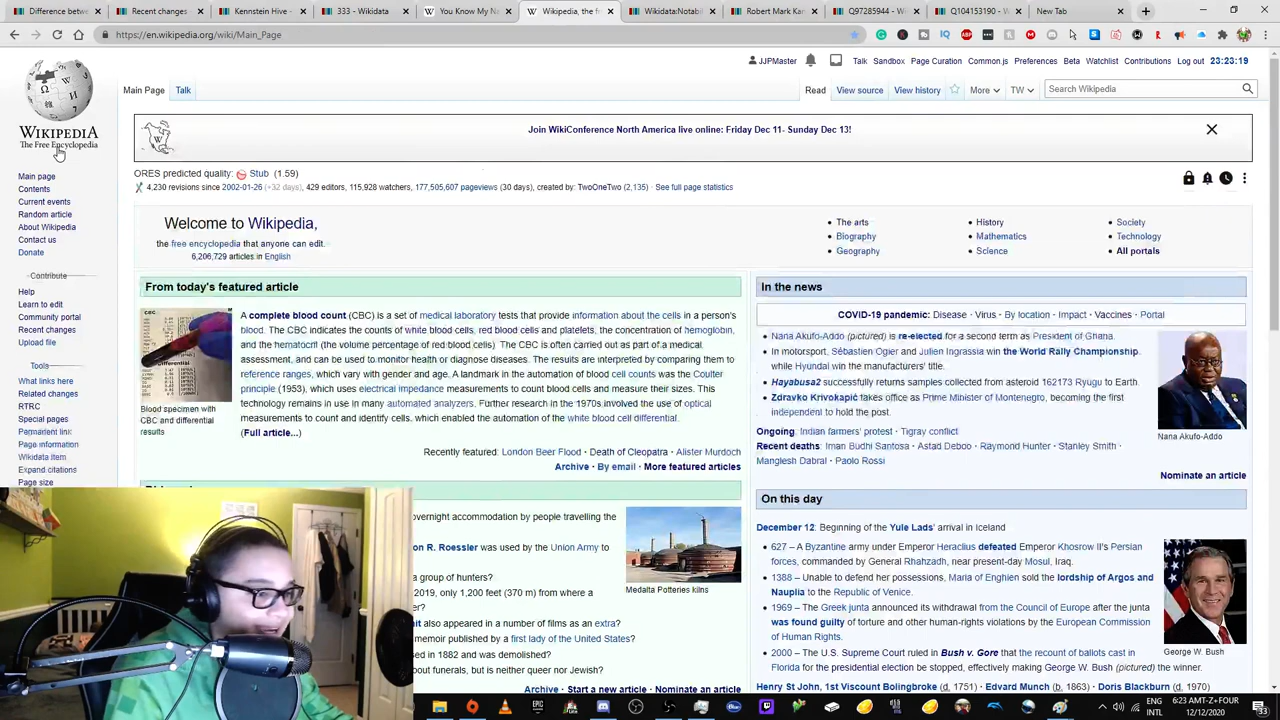 Difference betw
Recent changes
Kennstein Hive -
333 - Wikidata
You Know My N
Wikipedia, the f
Wikidata:Notabi
Robert Mark Kan
Q97285944 - Wi
Q104153190 - W
New Tab
https://en.wikipedia.org/wiki/Main_Page
JJPMaster Talk Sandbox Page Curation Common.js Preferences Beta Watchlist Contributions Log out 23:23:19
Main Page Talk Read View source View history More TW Search Wikipedia
WIKIPEDIA
The Free Encyclopedia
Main page
Contents
Current events
Random article
About Wikipedia
Contact us
Donate
Contribute
Help
Learn to edit
Community portal
Recent changes
Upload file
Tools
What links here
Related changes
RTRC
Special pages
Permanent link
Page information
Wikidata item
Expand citations
Page size
Join WikiConference North America live online: Friday Dec 11- Sunday Dec 13!
ORES predicted quality: Stub (1.59)
4,230 revisions since 2002-01-26 (+32 days), 429 editors, 115,928 watchers, 177,505,607 pageviews (30 days), created by: TwoOneTwo (2,135) · See full page statistics
Welcome to Wikipedia,
the free encyclopedia that anyone can edit.
6,206,729 articles in English
The arts
Biography
Geography
History
Mathematics
Science
Society
Technology
All portals
From today's featured article
CBC
Blood specimen with
CBC and differential
results
A complete blood count (CBC) is a set of medical laboratory tests that provide information about the cells in a person's
blood. The CBC indicates the counts of white blood cells, red blood cells and platelets, the concentration of hemoglobin,
and the hematocrit (the volume percentage of red blood cells). The CBC is often carried out as part of a medical
assessment, and can be used to monitor health or diagnose diseases. The results are interpreted by comparing them to
reference ranges, which vary with gender and age. A landmark in the automation of blood cell counts was the Coulter
principle (1953), which uses electrical impedance measurements to count blood cells and measure their sizes. This
technology remains in use in many automated analyzers. Further research in the 1970s involved the use of optical
measurements to count and identify cells, which enabled the automation of the white blood cell differential.
(Full article...)
Recently featured: London Beer Flood · Death of Cleopatra · Alister Murdoch
Archive · By email · More featured articles
overnight accommodation by people travelling the
on R. Roessler was used by the Union Army to
a group of hunters?
2019, only 1,200 feet (370 m) from where a
also appeared in a number of films as an extra?
memoir published by a first lady of the United States?
sed in 1882 and was demolished?
bout funerals, but is neither queer nor Jewish?
Archive · Start a new article · Nominate an article
Medalta Potteries kilns
In the news
COVID-19 pandemic: Disease · Virus · By location · Impact · Vaccines · Portal
Nana Akufo-Addo (pictured) is re-elected for a second term as President of Ghana.
In motorsport, Sébastien Ogier and Julien Ingrassia win the World Rally Championship,
while Hyundai win the manufacturers' title.
Hayabusa2 successfully returns samples collected from asteroid 162173 Ryugu to Earth.
Zdravko Krivokapić takes office as Prime Minister of Montenegro, becoming the first
independent to hold the post.
Ongoing: Indian farmers' protest · Tigray conflict
Recent deaths: Iman Budhi Santosa · Astad Deboo · Raymond Hunter · Stanley Smith ·
Manglesh Dabral · Paolo Rossi
Nana Akufo-Addo
Nominate an article
On this day
December 12: Beginning of the Yule Lads' arrival in Iceland
627 – A Byzantine army under Emperor Heraclius defeated Emperor Khosrow II's Persian
forces, commanded by General Rhahzadh, near present-day Mosul, Iraq.
1388 – Unable to defend her possessions, Maria of Enghien sold the lordship of Argos and
Nauplia to the Republic of Venice.
1969 – The Greek junta announced its withdrawal from the Council of Europe after the junta
was found guilty of torture and other human-rights violations by the European Commission
of Human Rights.
2000 – The U.S. Supreme Court ruled in Bush v. Gore that the recount of ballots cast in
Florida for the presidential election be stopped, effectively making George W. Bush (pictured) the winner.
George W. Bush
Henry St John, 1st Viscount Bolingbroke (d. 1751) · Edvard Munch (b. 1863) · Doris Blackburn (d. 1970)
6:23 AMT-Z+FOUR
INTL 12/12/2020